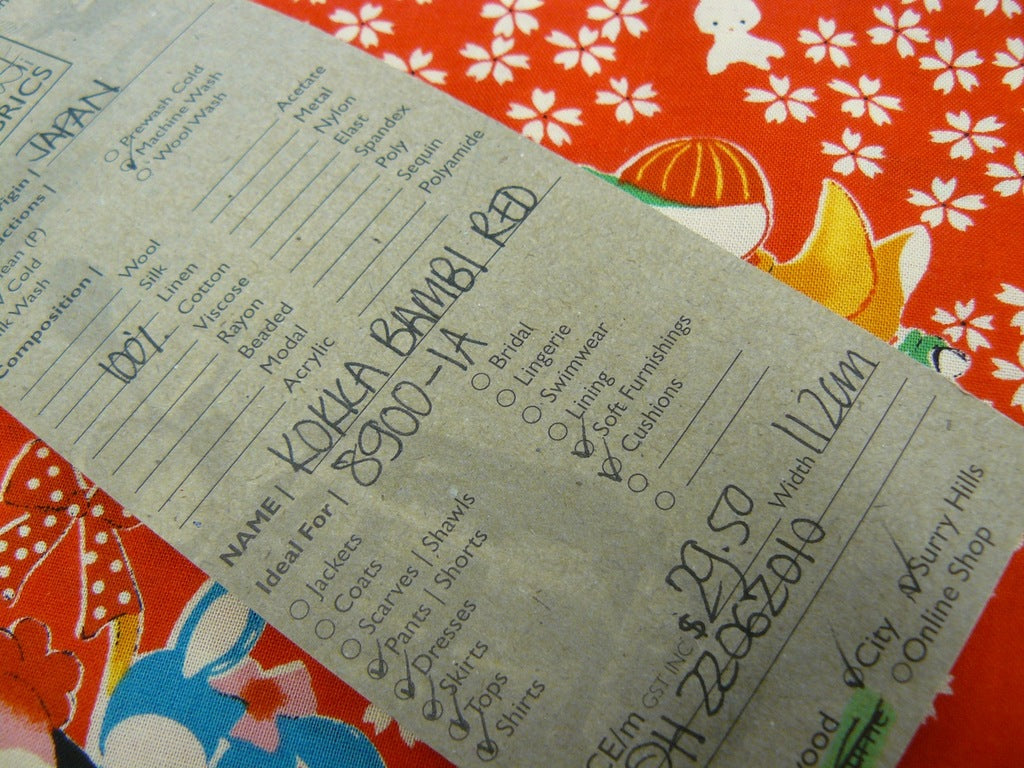 BRICS
JAPAN
Prewash Cold
Machine Wash
Wool Wash
Wash
Composition |
Wool
Silk
Linen
100% Cotton
Viscose
Rayon
Beaded
Modal
Acrylic
Acetate
Metal
Nylon
Elast
Spandex
Poly
Sequin
Polyamide
NAME | KOKKA BAMBI RED
8900-1A
Ideal For |
Jackets
Coats
Scarves | Shawls
Pants | Shorts
Dresses
Skirts
Tops
Shirts
Bridal
Lingerie
Swimwear
Lining
Soft Furnishings
Cushions
CE/m GST INC $ 29.50 Width 112cm
OH 22062010
City
Surry Hills
Online Shop